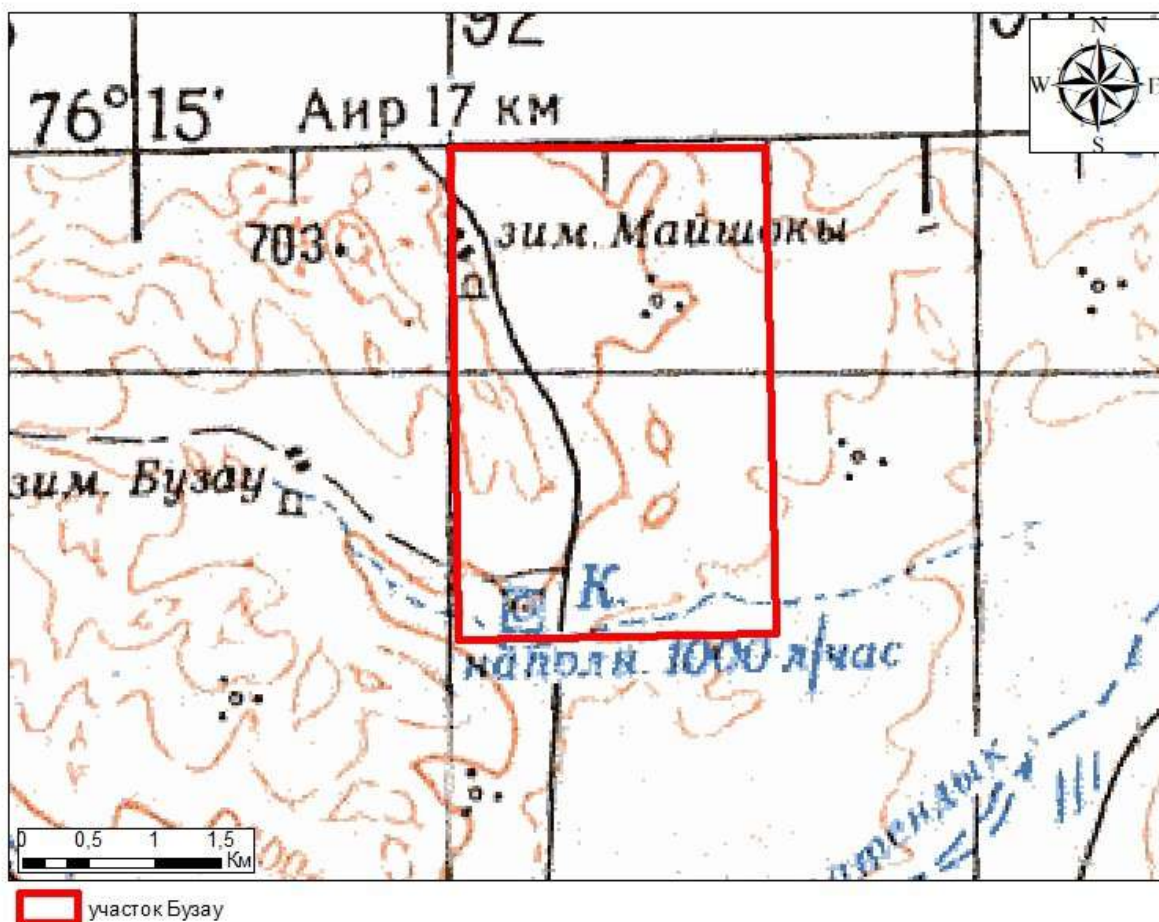 92
N
W
E
S
76° 15′ Аир 17 км
703
зим. Майшокы
зим. Бузау
К.
наполн. 1000 л/час
0 0,5 1 1,5
Км
участок Бузау